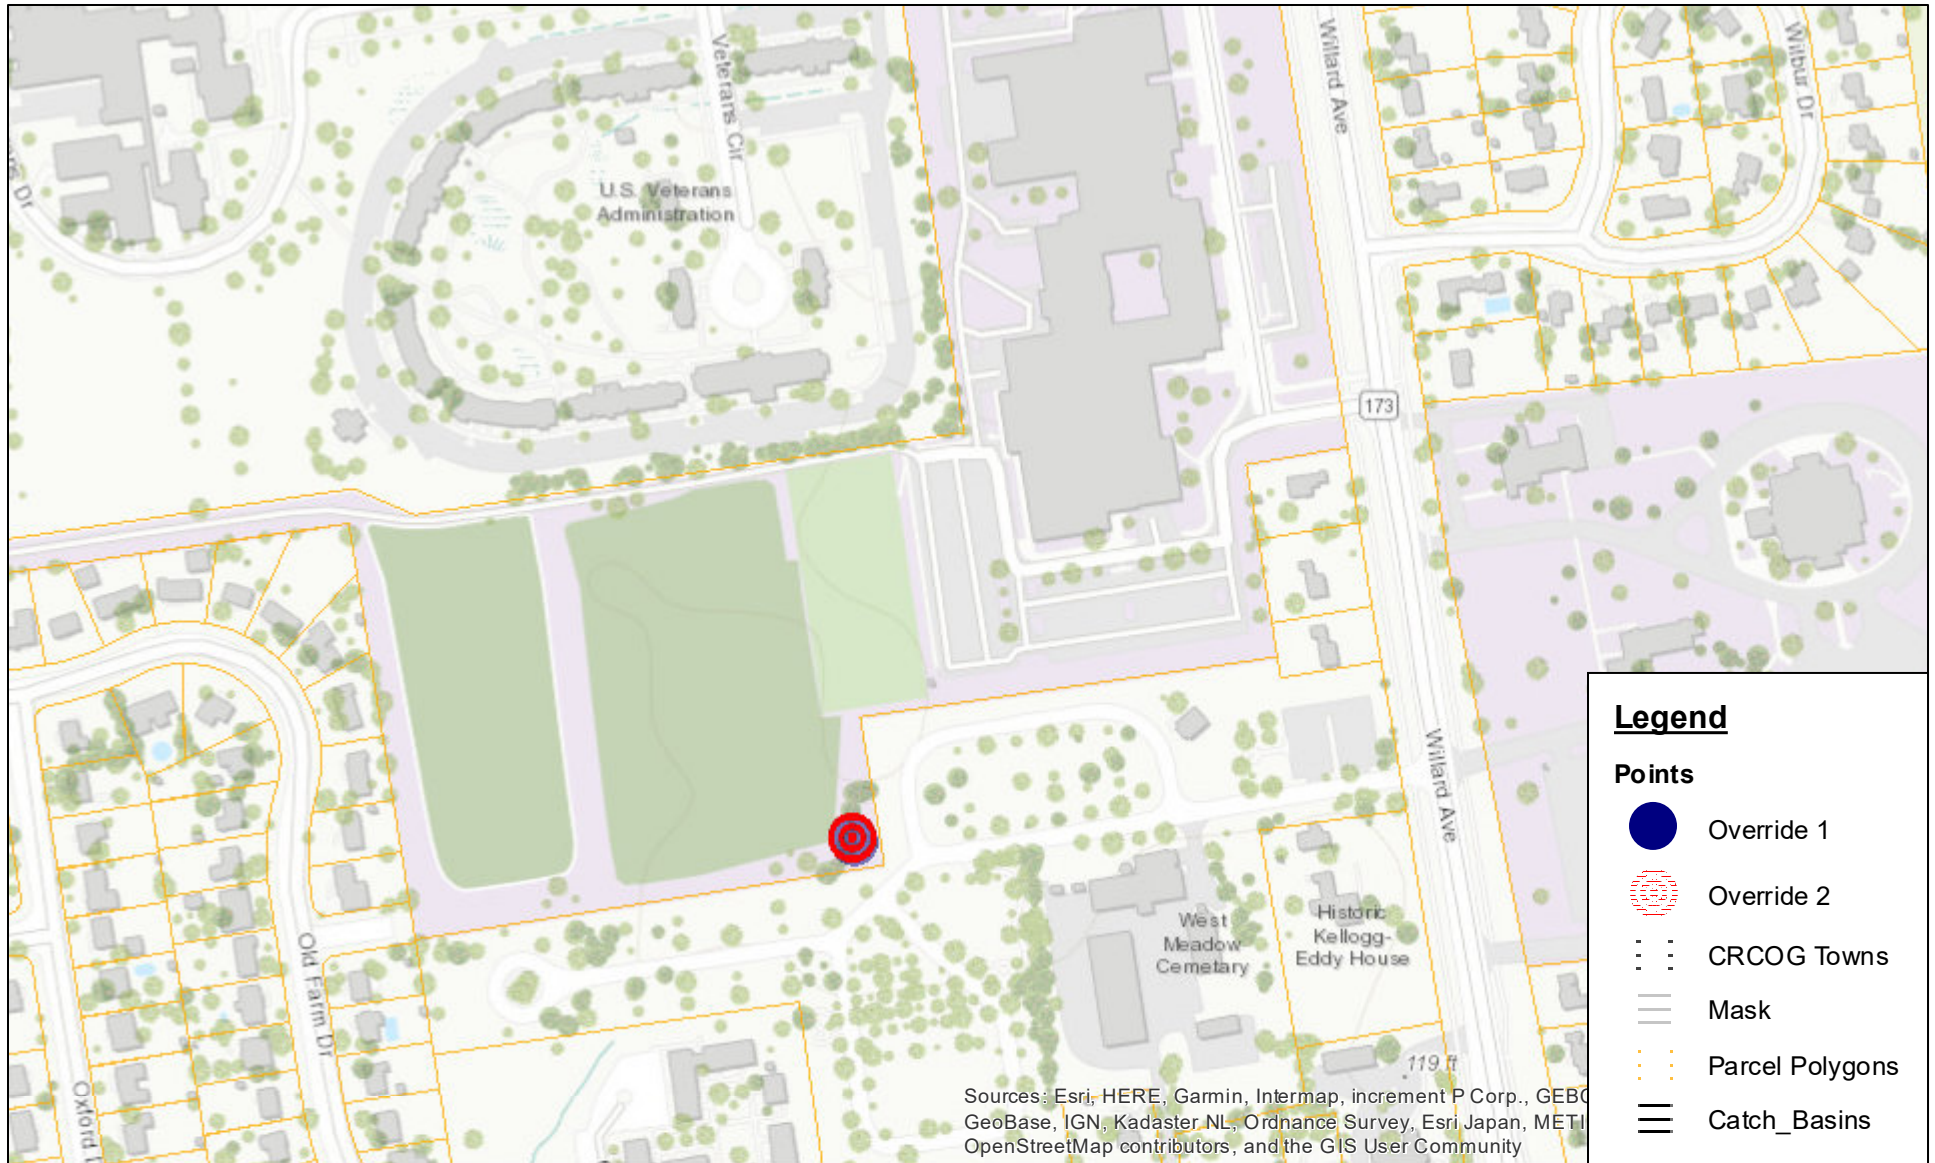 Veterans Cir
Willard Ave
Wilbur Dr
U.S. Veterans
Administration
Dr
173
Willard Ave
Old Farm Dr
Oxford
West
Meadow
Cemetary
Historic
Kellogg-
Eddy House
119 ft
Legend
Points
Override 1
Override 2
CRCOG Towns
Mask
Parcel Polygons
Catch_Basins
Sources: Esri, HERE, Garmin, Intermap, increment P Corp., GEBC
GeoBase, IGN, Kadaster NL, Ordnance Survey, Esri Japan, METI
OpenStreetMap contributors, and the GIS User Community